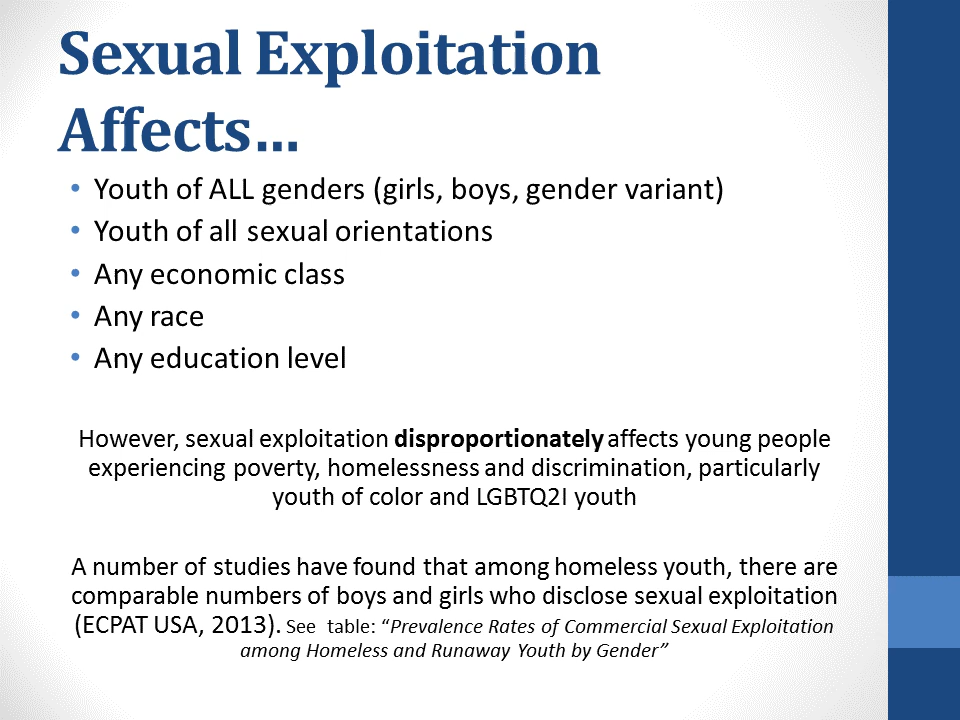 Sexual Exploitation
Affects…
• Youth of ALL genders (girls, boys, gender variant)
• Youth of all sexual orientations
• Any economic class
• Any race
• Any education level
However, sexual exploitation disproportionately affects young people
experiencing poverty, homelessness and discrimination, particularly
youth of color and LGBTQ2I youth
A number of studies have found that among homeless youth, there are
comparable numbers of boys and girls who disclose sexual exploitation
(ECPAT USA, 2013). See table: “Prevalence Rates of Commercial Sexual Exploitation
among Homeless and Runaway Youth by Gender”